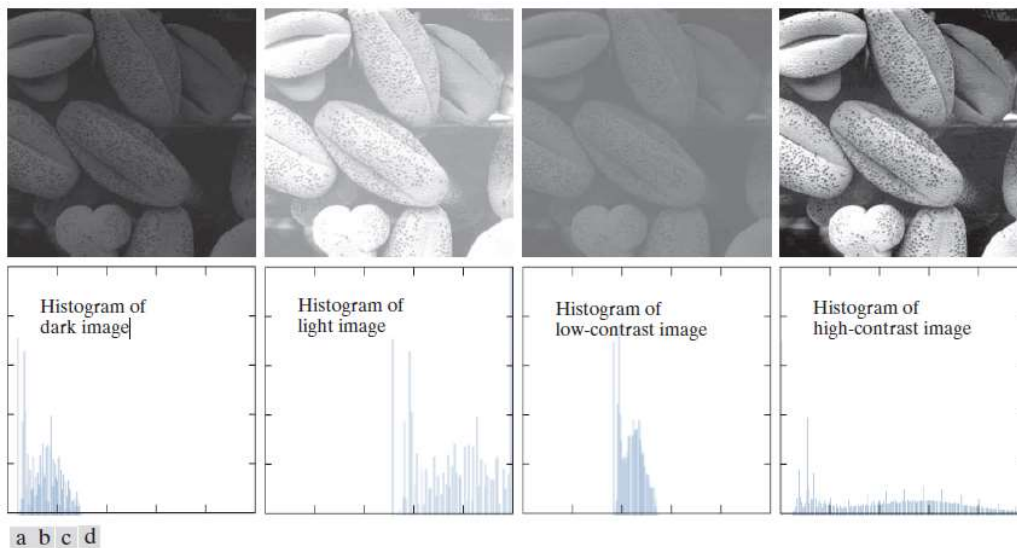 Histogram of
dark image
Histogram of
light image
Histogram of
low-contrast image
Histogram of
high-contrast image
a b c d